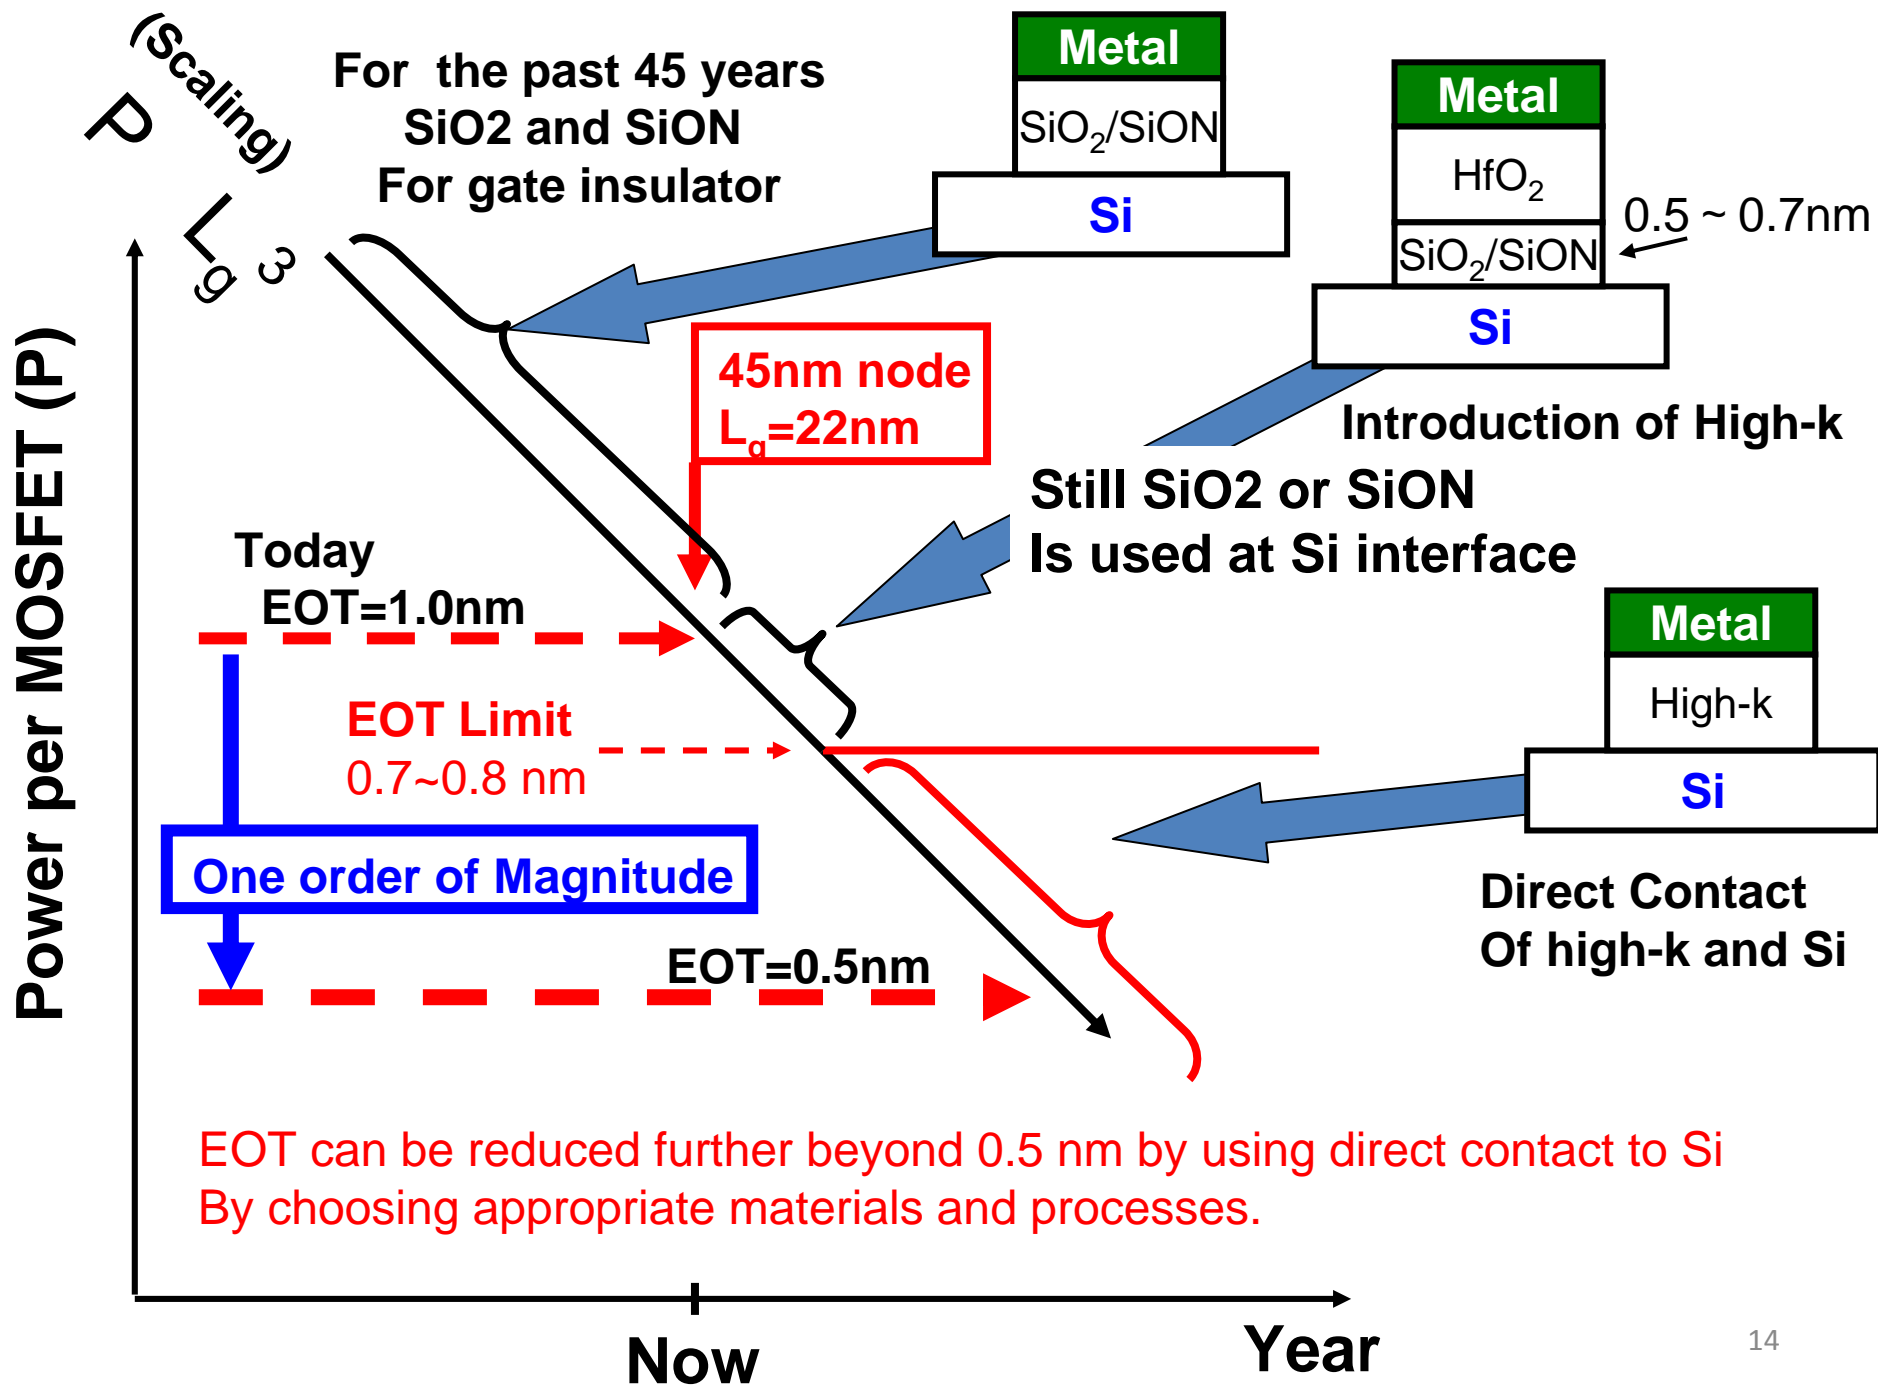 (Scaling)
P
Lg 3
For the past 45 years
SiO2 and SiON
For gate insulator
Metal
SiO2/SiON
Si
Metal
HfO2
SiO2/SiON
Si
0.5 ~ 0.7nm
Introduction of High-k
45nm node
Lg=22nm
Still SiO2 or SiON
Is used at Si interface
Today
EOT=1.0nm
EOT Limit
0.7~0.8 nm
One order of Magnitude
EOT=0.5nm
Metal
High-k
Si
Direct Contact
Of high-k and Si
Power per MOSFET (P)
EOT can be reduced further beyond 0.5 nm by using direct contact to Si
By choosing appropriate materials and processes.
Now
Year
14